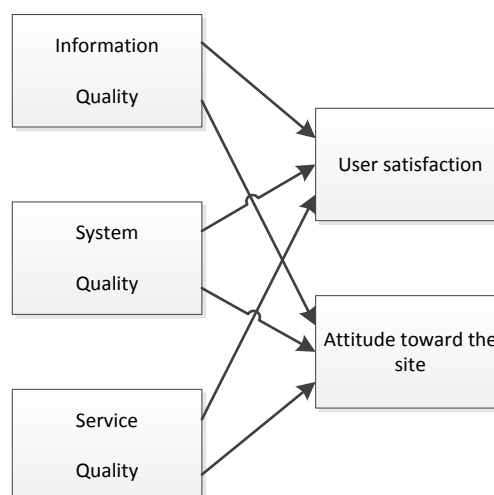 Information
Quality
User satisfaction
System
Quality
Attitude toward the
site
Service
Quality